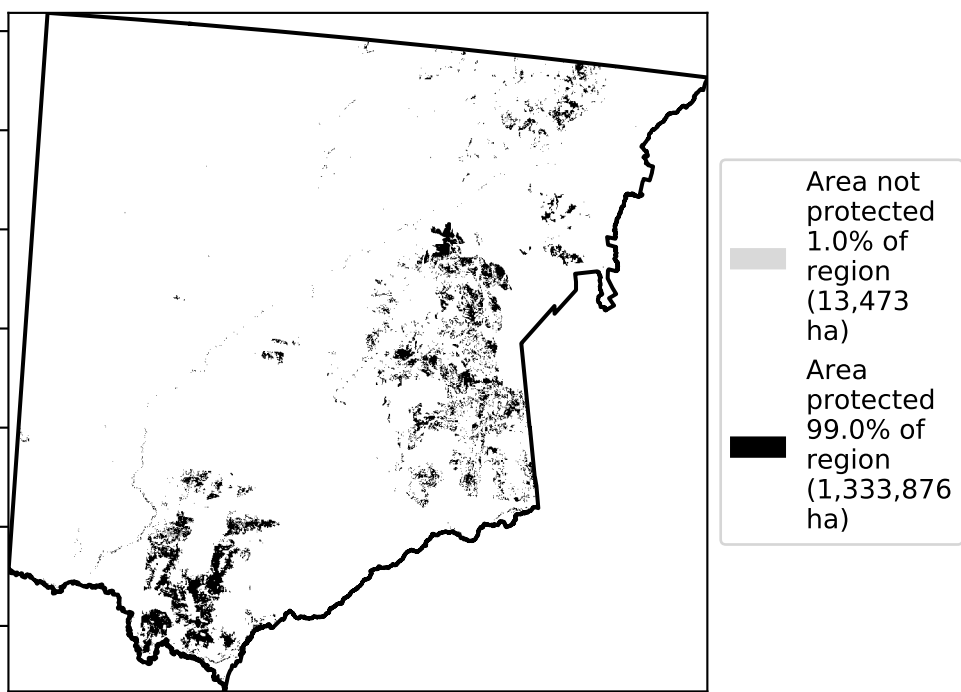 Area not
protected
1.0% of
region
(13,473
ha)
Area
protected
99.0% of
region
(1,333,876
ha)